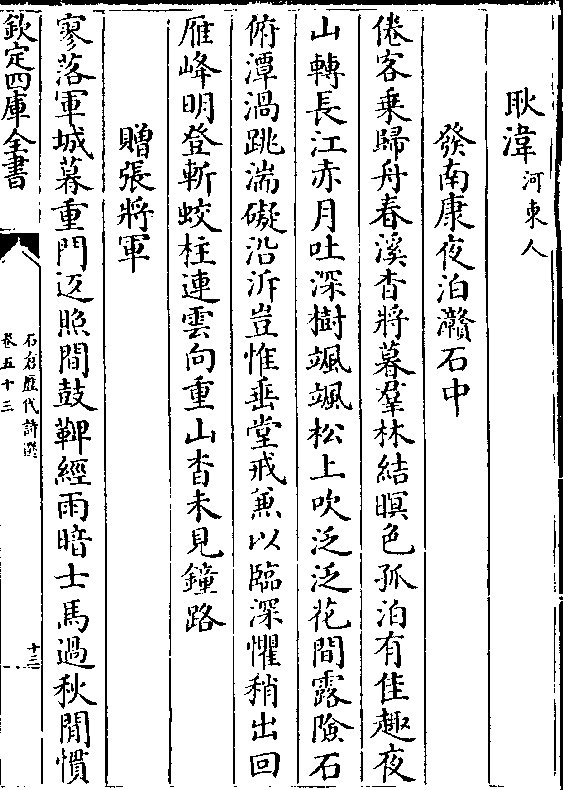 耿湋河東人
發南康夜泊灨石中
倦客乗歸舟春溪杳將暮羣林結暝色孤泊有佳趣夜
山轉長江赤月吐深樹颯颯松上吹泛泛花間露險石
俯潭渦跳湍礙沿泝豈惟垂堂戒兼以臨深懼稍出回
雁峰明登斬蛟柱連雲向重山杳未見鐘路
贈張將軍
寥落軍城暮重門返照間鼓鞞經雨暗士馬過秋閒慣
欽定四庫全書
石倉歷代詩選
卷五十三
十三